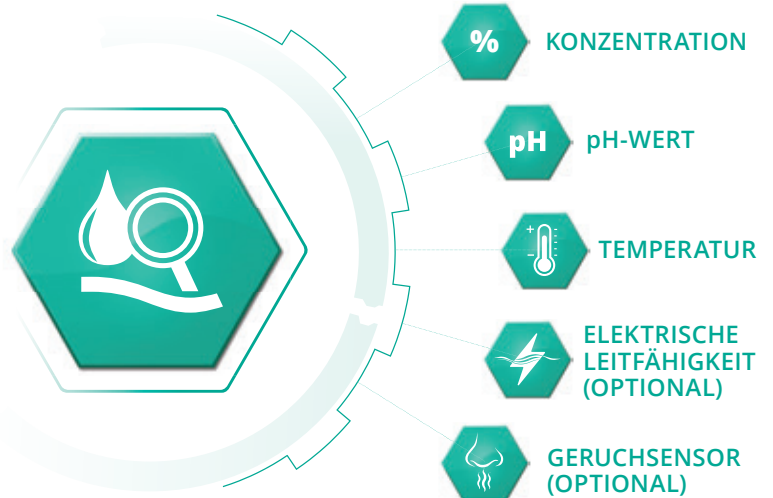 %
KONZENTRATION
pH
pH-WERT
+
-
TEMPERATUR
ELEKTRISCHE
LEITFÄHIGKEIT
(OPTIONAL)
GERUCHSENSOR
(OPTIONAL)